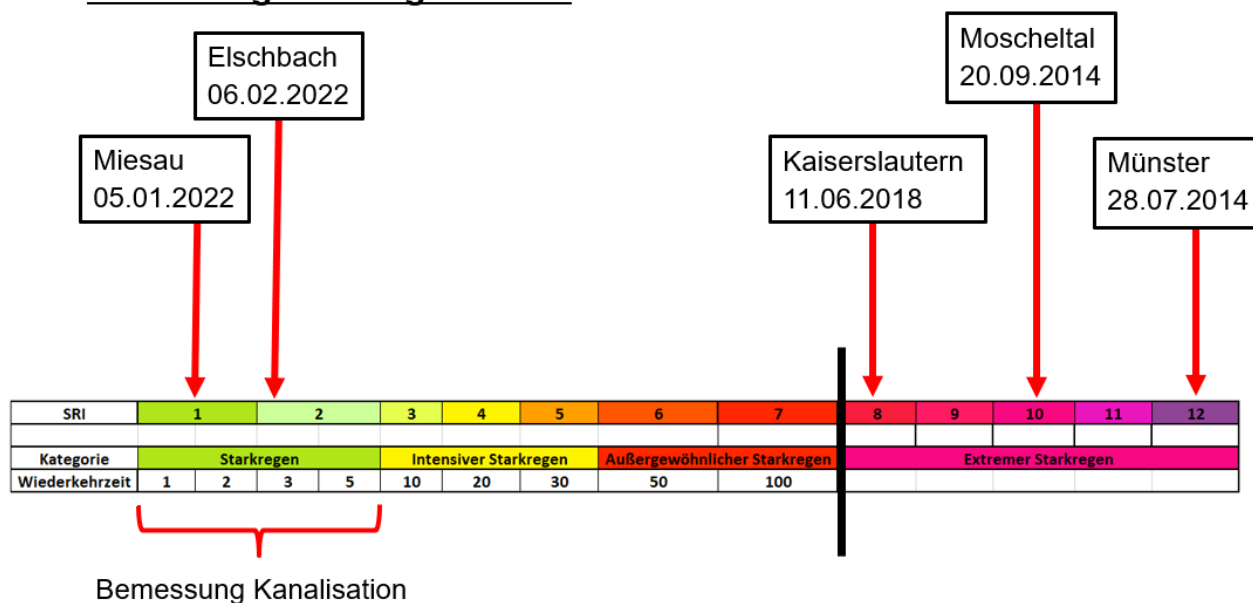 Elschbach
06.02.2022
Moscheltal
20.09.2014
Miesau
05.01.2022
Kaiserslautern
11.06.2018
Münster
28.07.2014
SRI 1 2 3 4 5 6 7 8 9 10 11 12
Kategorie Starkregen Intensiver Starkregen Außergewöhnlicher Starkregen Extremer Starkregen
Wiederkehrzeit 1 2 3 5 10 20 30 50 100
Bemessung Kanalisation